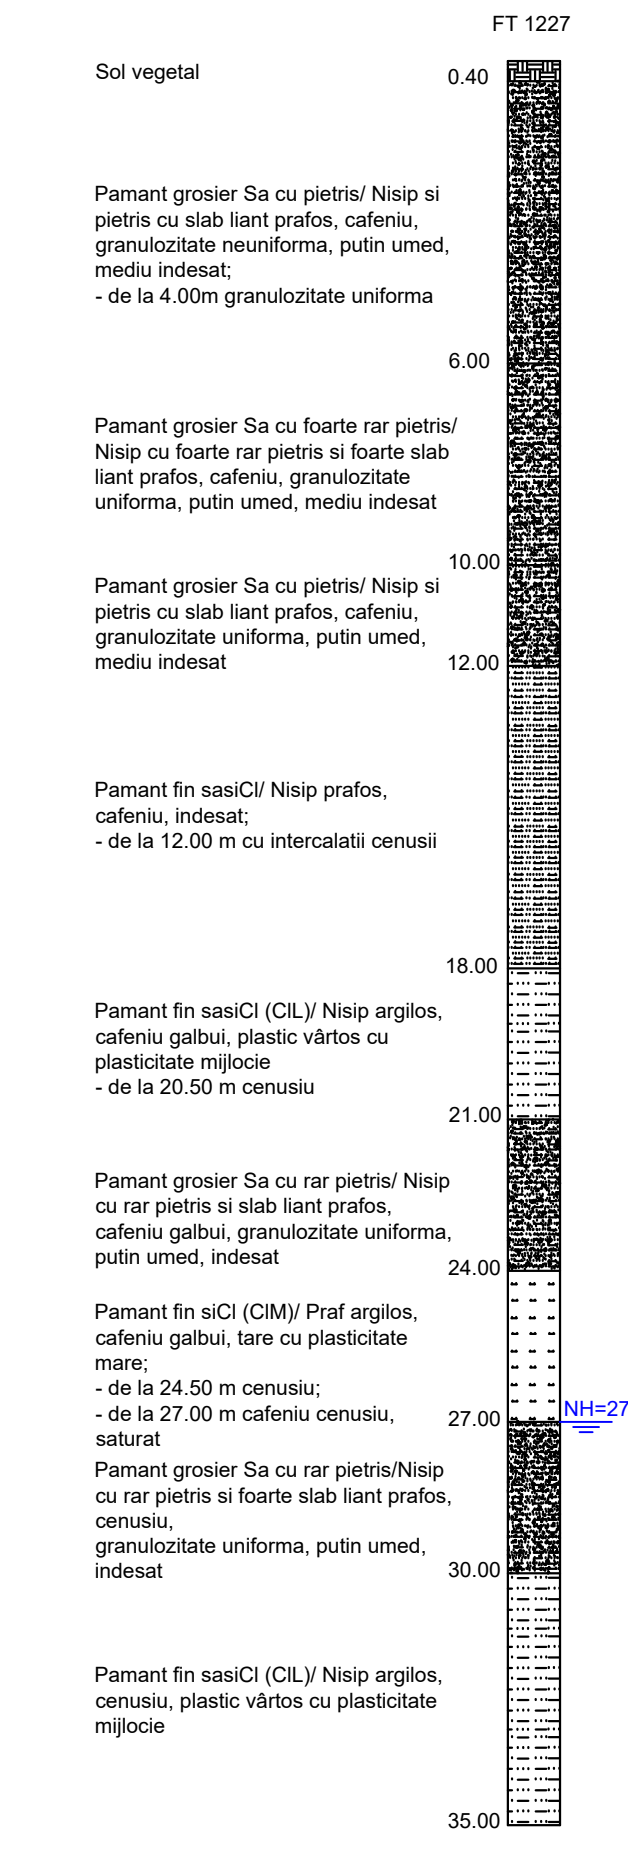 FT 1227
Sol vegetal
0.40
Pamant grosier Sa cu pietris/ Nisip si
pietris cu slab liant prafos, cafeniu,
granulozitate neuniforma, putin umed,
mediu indesat;
- de la 4.00m granulozitate uniforma
6.00
Pamant grosier Sa cu foarte rar pietris/
Nisip cu foarte rar pietris si foarte slab
liant prafos, cafeniu, granulozitate
uniforma, putin umed, mediu indesat
10.00
Pamant grosier Sa cu pietris/ Nisip si
pietris cu slab liant prafos, cafeniu,
granulozitate uniforma, putin umed,
mediu indesat
12.00
Pamant fin sasiCl/ Nisip prafos,
cafeniu, indesat;
- de la 12.00 m cu intercalatii cenusii
18.00
Pamant fin sasiCl (ClL)/ Nisip argilos,
cafeniu galbui, plastic vârtos cu
plasticitate mijlocie
- de la 20.50 m cenusiu
21.00
Pamant grosier Sa cu rar pietris/ Nisip
cu rar pietris si slab liant prafos,
cafeniu galbui, granulozitate uniforma,
putin umed, indesat
24.00
Pamant fin siCl (ClM)/ Praf argilos,
cafeniu galbui, tare cu plasticitate
mare;
- de la 24.50 m cenusiu;
- de la 27.00 m cafeniu cenusiu,
saturat
27.00
NH=27
Pamant grosier Sa cu rar pietris/Nisip
cu rar pietris si foarte slab liant prafos,
cenusiu,
granulozitate uniforma, putin umed,
indesat
30.00
Pamant fin sasiCl (ClL)/ Nisip argilos,
cenusiu, plastic vârtos cu plasticitate
mijlocie
35.00